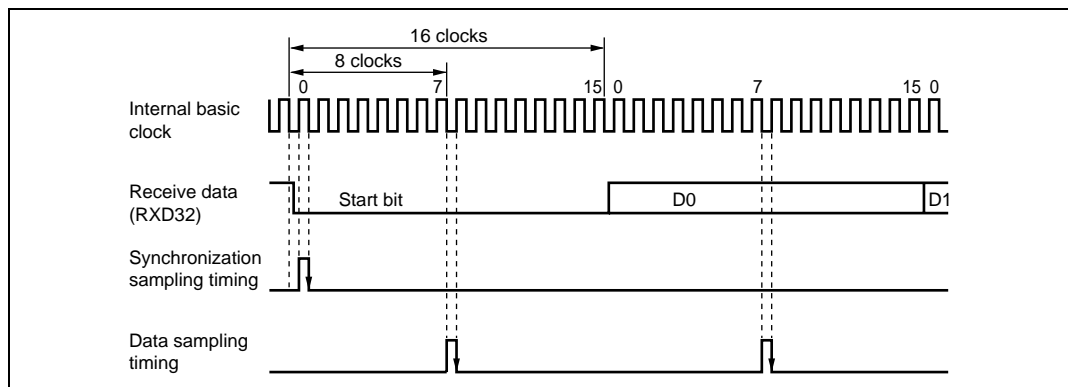 16 clocks
8 clocks
0 7 15 0 7 15 0
Internal basic
clock
Receive data
(RXD32)
Start bit D0 D1
Synchronization
sampling timing
Data sampling
timing